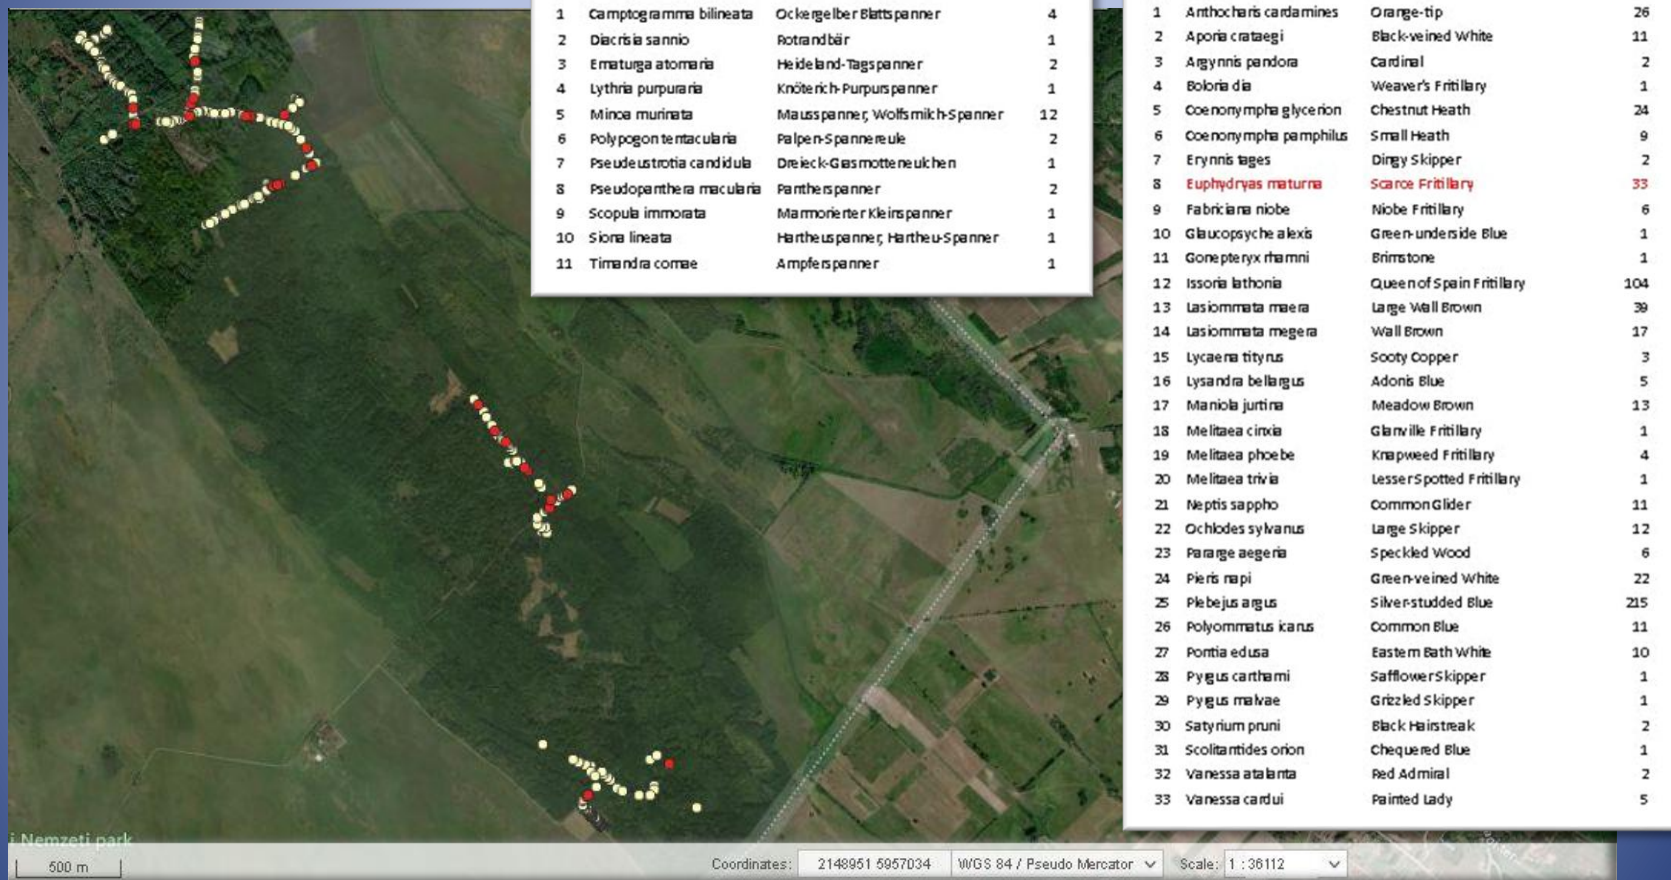 1 Camptogramma bilineata Ockergelber Blattspanner 4
2 Diacrisia sannio Rotrandbär 1
3 Ematurga atomaria Heideland-Tagspanner 2
4 Lythria purpuraria Knöterich-Purpurspanner 1
5 Minoa murinata Mausspanner, Wolfsmilch-Spanner 12
6 Polypogon tentacularia Palpen-Spannereule 2
7 Pseudeustrotia candidula Dreieck-Grasmotteneulchen 1
8 Pseudopanthera macularia Pantherspanner 2
9 Scopula immorata Marmorierter Kleinspanner 1
10 Siona lineata Hartheuspanner, Hartheu-Spanner 1
11 Timandra comae Ampferspanner 1
1 Anthocharis cardamines Orange-tip 26
2 Aporia crataegi Black-veined White 11
3 Argynnis pandora Cardinal 2
4 Boloria dia Weaver's Fritillary 1
5 Coenonympha glycerion Chestnut Heath 24
6 Coenonympha pamphilus Small Heath 9
7 Erynnis tages Dingy Skipper 2
8 Euphydryas maturna Scarce Fritillary 33
9 Fabriciana niobe Niobe Fritillary 6
10 Glaucopsyche alexis Green-underside Blue 1
11 Gonepteryx rhamni Brimstone 1
12 Issoria lathonia Queen of Spain Fritillary 104
13 Lasiommata maera Large Wall Brown 39
14 Lasiommata megera Wall Brown 17
15 Lycaena tityrus Sooty Copper 3
16 Lysandra bellargus Adonis Blue 5
17 Maniola jurtina Meadow Brown 13
18 Melitaea cinxia Glanville Fritillary 1
19 Melitaea phoebe Knapweed Fritillary 4
20 Melitaea trivia Lesser Spotted Fritillary 1
21 Neptis sappho Common Glider 11
22 Ochlodes sylvanus Large Skipper 12
23 Pararge aegeria Speckled Wood 6
24 Pieris napi Green-veined White 22
25 Plebejus argus Silver-studded Blue 215
26 Polyommatus icarus Common Blue 11
27 Pontia edusa Eastern Bath White 10
28 Pyrgus carthami Safflower Skipper 1
29 Pyrgus malvae Grizzled Skipper 1
30 Satyrium pruni Black Hairstreak 2
31 Scolitantides orion Chequered Blue 1
32 Vanessa atalanta Red Admiral 2
33 Vanessa cardui Painted Lady 5
i Nemzeti park
500 m
Coordinates: 2148951 5957034 WGS 84 / Pseudo Mercator Scale: 1 : 36112